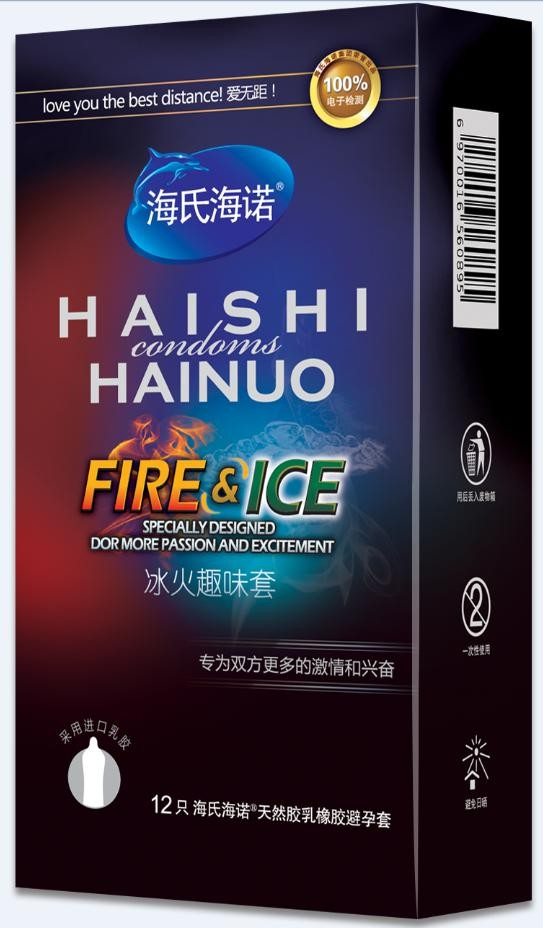 love you the best distance! 爱无距！
100%
电子检测
海氏海诺®
HAISHI
condoms
HAINUO
FIRE & ICE
SPECIALLY DESIGNED
DOR MORE PASSION AND EXCITEMENT
冰火趣味套
专为双方更多的激情和兴奋
采用进口乳胶
12只 海氏海诺®天然胶乳橡胶避孕套
6 970016 560895
用后丢入废物箱
2
一次性使用
避免日晒